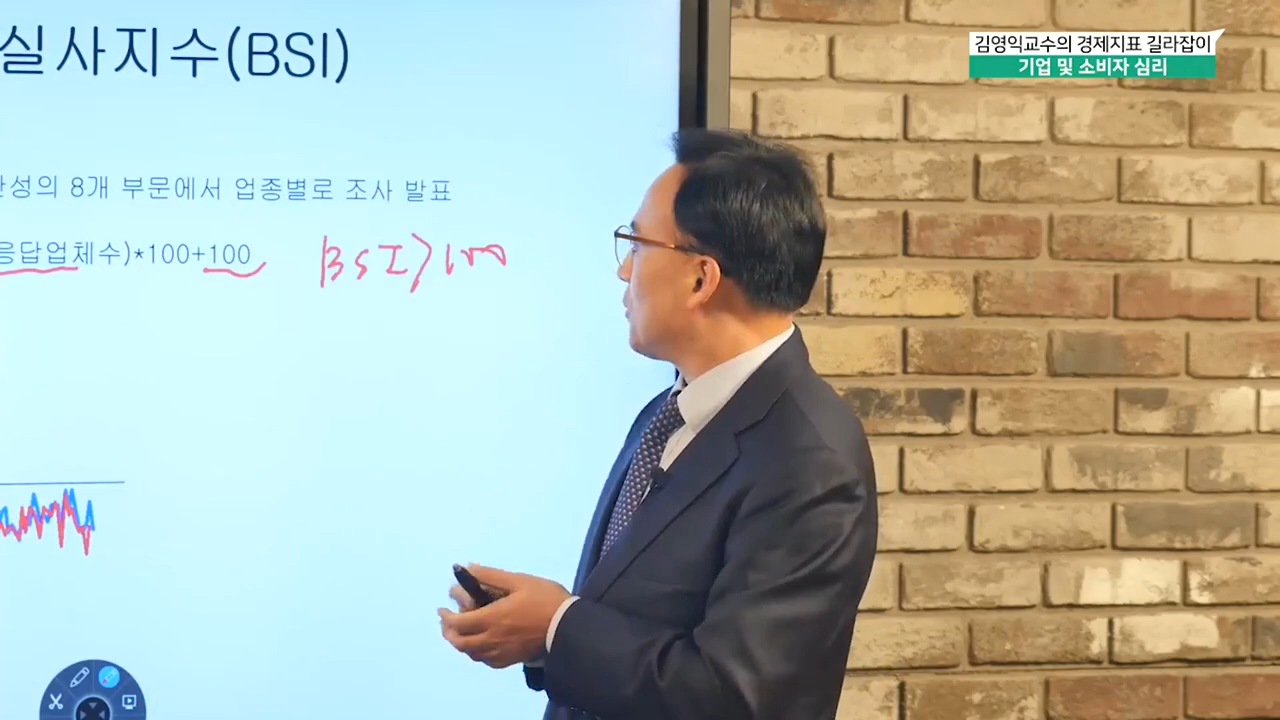 김영익교수의 경제지표 길라잡이
기업 및 소비자 심리
실사지수(BSI)
성의 8개 부문에서 업종별로 조사 발표
응답업체수)*100+100 BSI>100